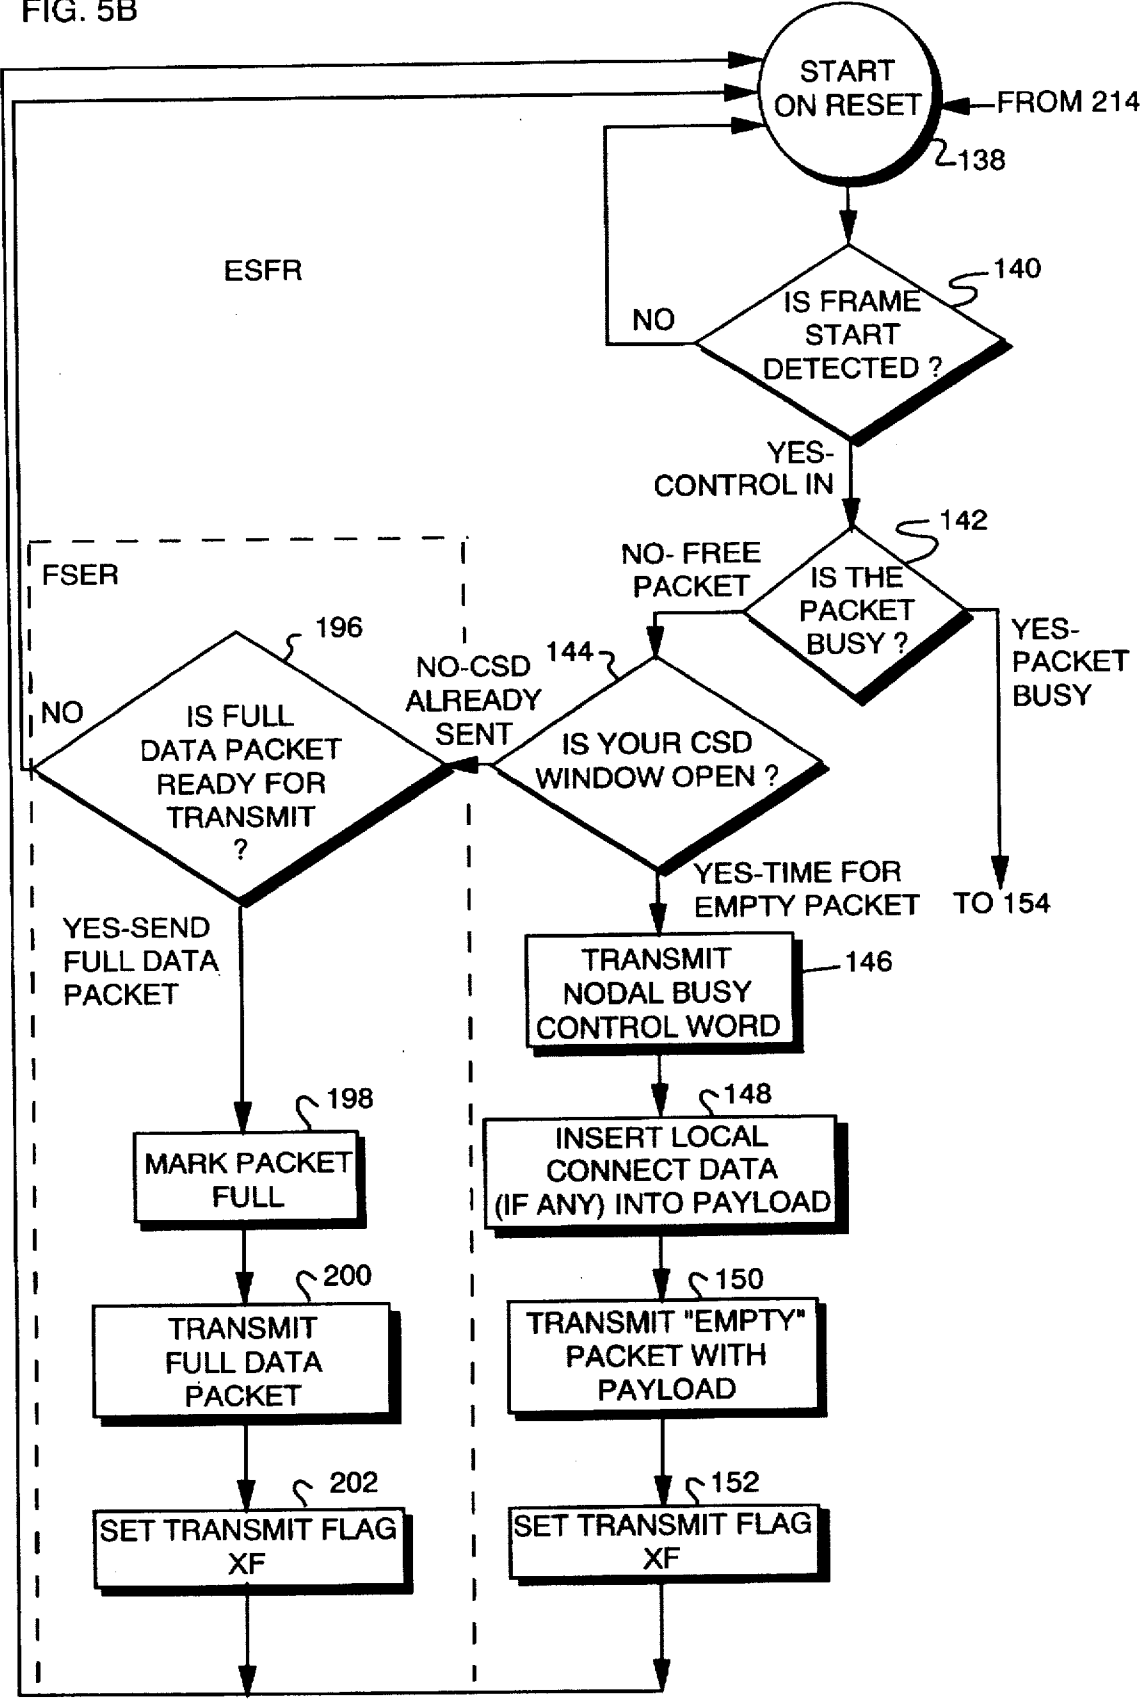 FIG. 5B
START
ON RESET
FROM 214
138
ESFR
140
IS FRAME
START
DETECTED ?
NO
YES-
CONTROL IN
142
NO- FREE
PACKET
IS THE
PACKET
BUSY ?
YES-
PACKET
BUSY
TO 154
FSER
196
NO
IS FULL
DATA PACKET
READY FOR
TRANSMIT
?
NO-CSD
ALREADY
SENT
144
IS YOUR CSD
WINDOW OPEN ?
YES-TIME FOR
EMPTY PACKET
YES-SEND
FULL DATA
PACKET
TRANSMIT
NODAL BUSY
CONTROL WORD
146
198
MARK PACKET
FULL
148
INSERT LOCAL
CONNECT DATA
(IF ANY) INTO PAYLOAD
200
TRANSMIT
FULL DATA
PACKET
150
TRANSMIT "EMPTY"
PACKET WITH
PAYLOAD
202
SET TRANSMIT FLAG
XF
152
SET TRANSMIT FLAG
XF